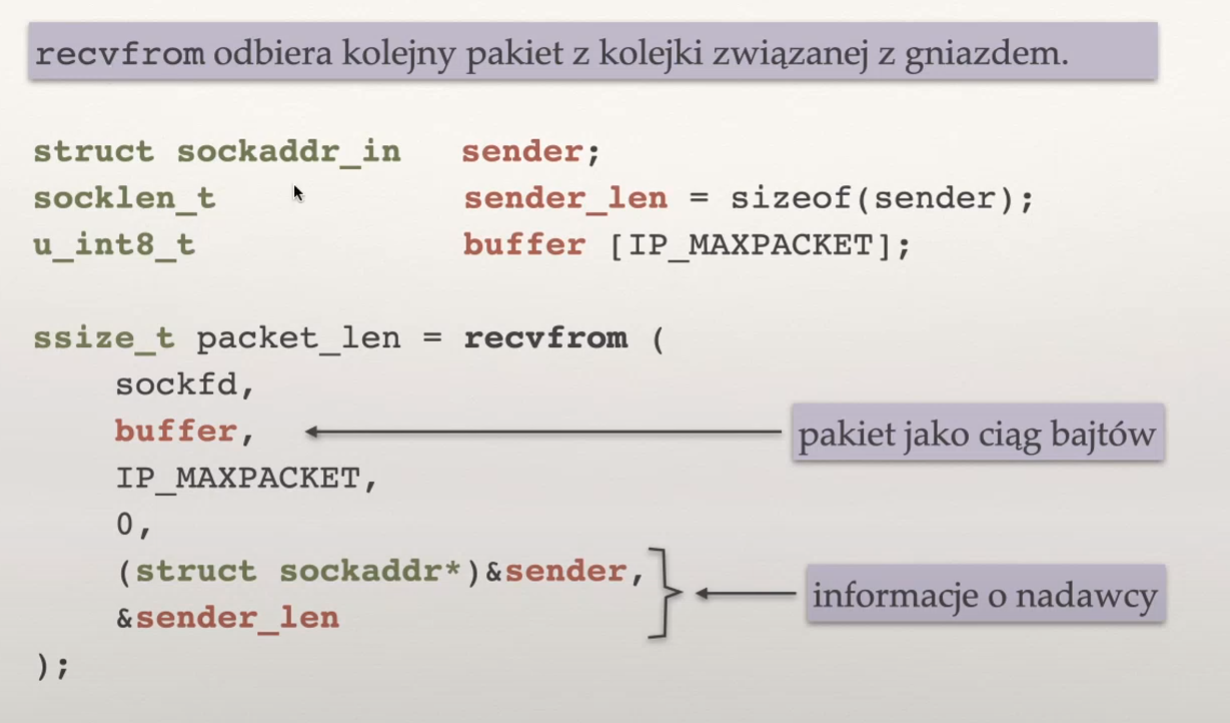 recvfrom odbiera kolejny pakiet z kolejki związanej z gniazdem.
struct sockaddr_in sender;
socklen_t sender_len = sizeof(sender);
u_int8_t buffer [IP_MAXPACKET];
ssize_t packet_len = recvfrom (
sockfd,
buffer,
pakiet jako ciąg bajtów
IP_MAXPACKET,
0,
(struct sockaddr*)&sender,
informacje o nadawcy
&sender_len
);